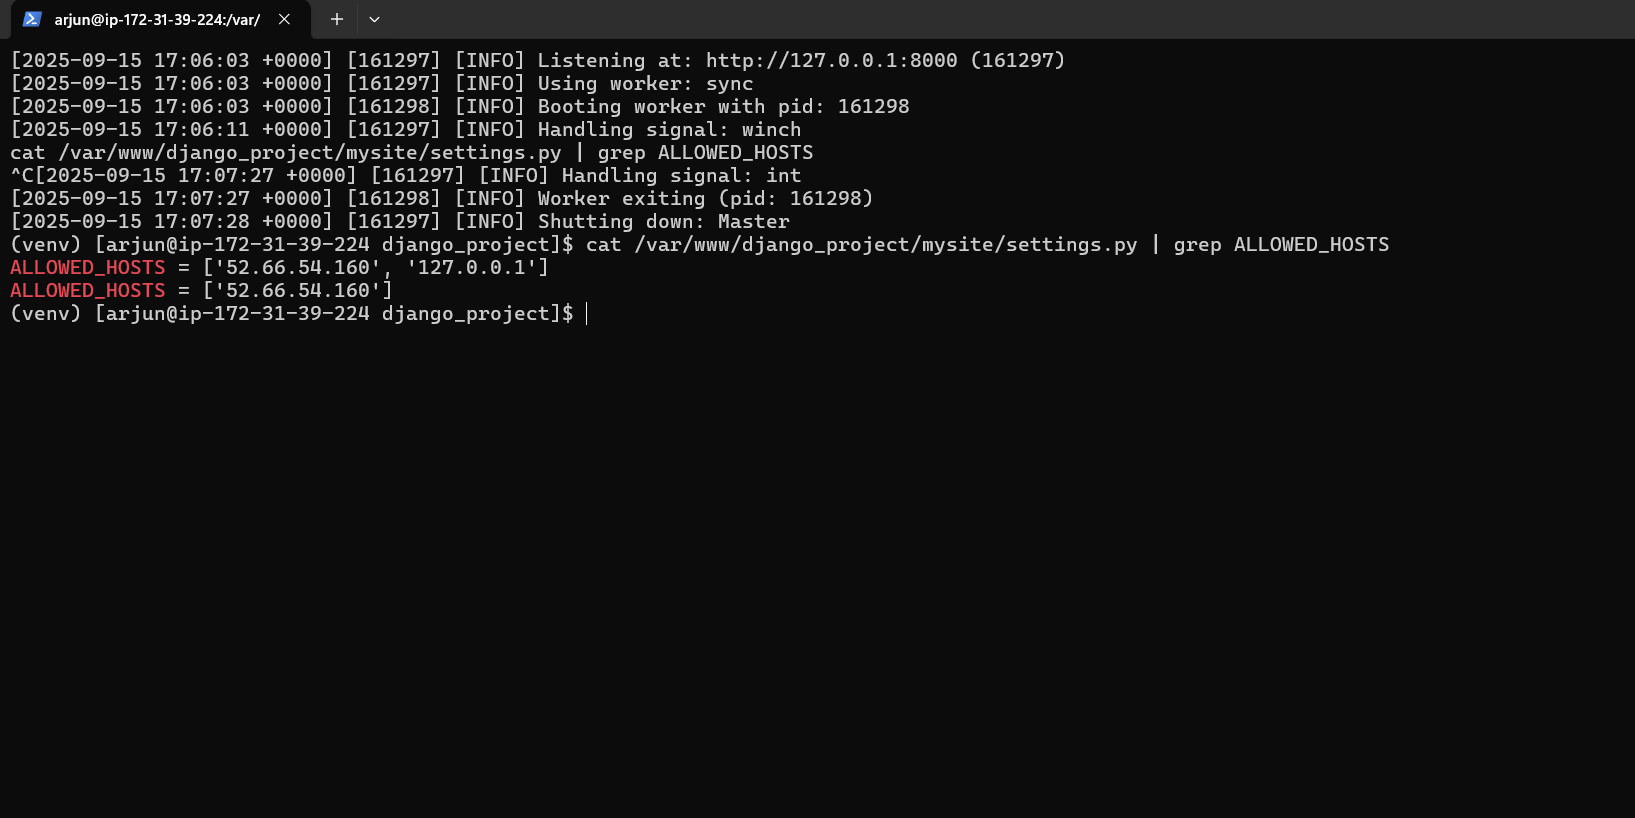 arjun@ip-172-31-39-224:/var/
[2025-09-15 17:06:03 +0000] [161297] [INFO] Listening at: http://127.0.0.1:8000 (161297)
[2025-09-15 17:06:03 +0000] [161297] [INFO] Using worker: sync
[2025-09-15 17:06:03 +0000] [161298] [INFO] Booting worker with pid: 161298
[2025-09-15 17:06:11 +0000] [161297] [INFO] Handling signal: winch
cat /var/www/django_project/mysite/settings.py | grep ALLOWED_HOSTS
^C[2025-09-15 17:07:27 +0000] [161297] [INFO] Handling signal: int
[2025-09-15 17:07:27 +0000] [161298] [INFO] Worker exiting (pid: 161298)
[2025-09-15 17:07:28 +0000] [161297] [INFO] Shutting down: Master
(venv) [arjun@ip-172-31-39-224 django_project]$ cat /var/www/django_project/mysite/settings.py | grep ALLOWED_HOSTS
ALLOWED_HOSTS = ['52.66.54.160', '127.0.0.1']
ALLOWED_HOSTS = ['52.66.54.160']
(venv) [arjun@ip-172-31-39-224 django_project]$